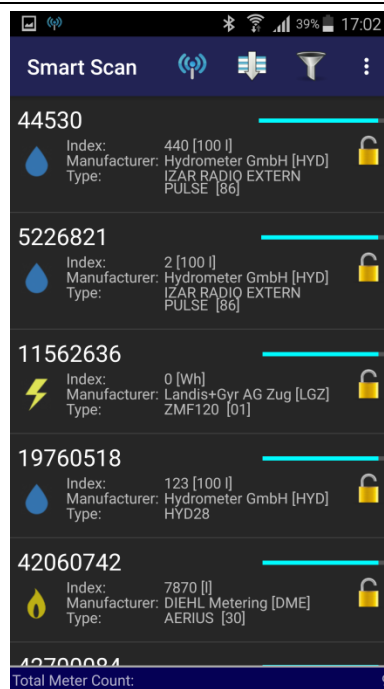 39% 17:02
Smart Scan
44530
Index: 440 [100 l]
Manufacturer: Hydrometer GmbH [HYD]
Type: IZAR RADIO EXTERN
PULSE [86]
5226821
Index: 2 [100 l]
Manufacturer: Hydrometer GmbH [HYD]
Type: IZAR RADIO EXTERN
PULSE [86]
11562636
Index: 0 [Wh]
Manufacturer: Landis+Gyr AG Zug [LGZ]
Type: ZMF120 [01]
19760518
Index: 123 [100 l]
Manufacturer: Hydrometer GmbH [HYD]
Type: HYD28
42060742
Index: 7870 [l]
Manufacturer: DIEHL Metering [DME]
Type: AERIUS [30]
Total Meter Count: